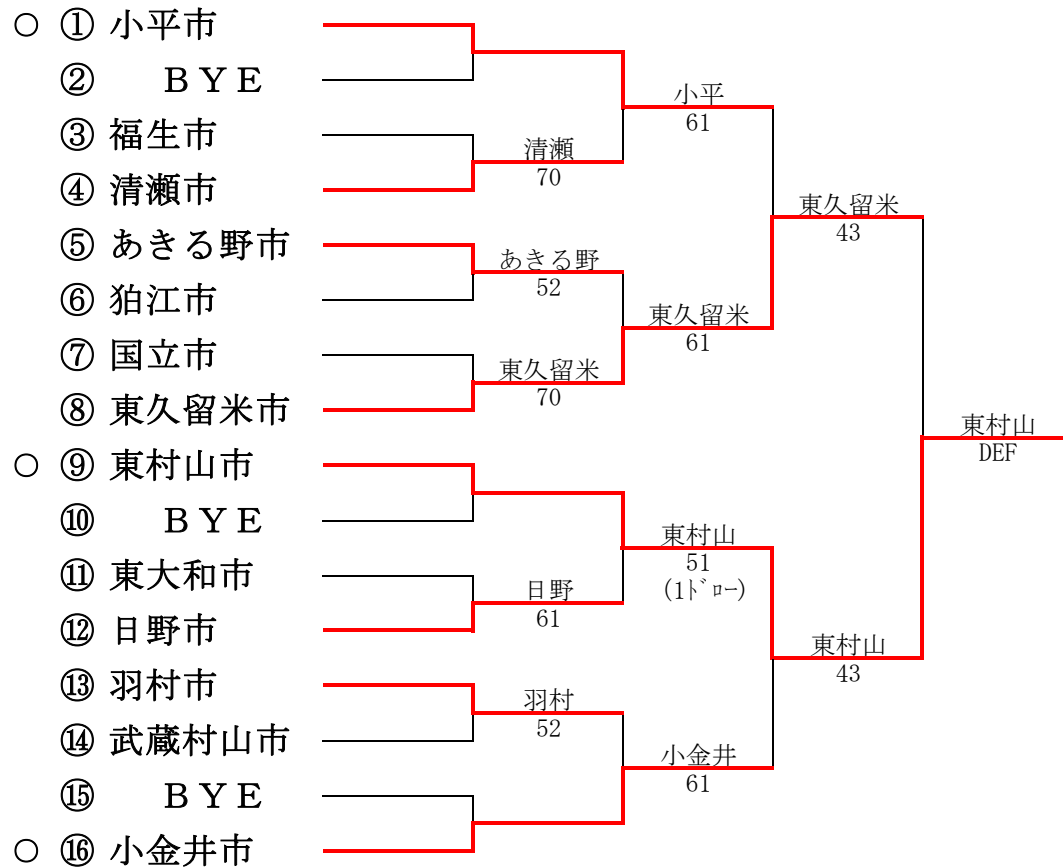 ○ ① 小平市
② ＢＹＥ
③ 福生市
④ 清瀬市
⑤ あきる野市
⑥ 狛江市
⑦ 国立市
⑧ 東久留米市
○ ⑨ 東村山市
⑩ ＢＹＥ
⑪ 東大和市
⑫ 日野市
⑬ 羽村市
⑭ 武蔵村山市
⑮ ＢＹＥ
○ ⑯ 小金井市
清瀬
70
あきる野
52
東久留米
70
日野
61
羽村
52
小平
61
東久留米
61
東村山
51
(1ﾄﾞﾛｰ)
小金井
61
東久留米
43
東村山
43
東村山
DEF